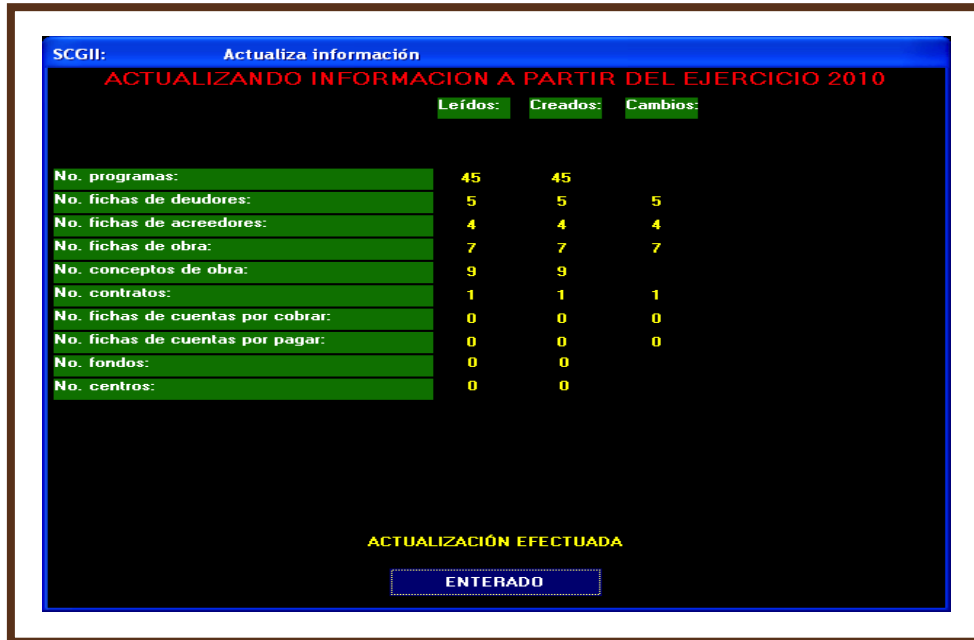 SCGII: Actualiza información
ACTUALIZANDO INFORMACION A PARTIR DEL EJERCICIO 2010
Leídos: Creados: Cambios:
No. programas: 45 45
No. fichas de deudores: 5 5 5
No. fichas de acreedores: 4 4 4
No. fichas de obra: 7 7 7
No. conceptos de obra: 9 9
No. contratos: 1 1 1
No. fichas de cuentas por cobrar: 0 0 0
No. fichas de cuentas por pagar: 0 0 0
No. fondos: 0 0
No. centros: 0 0
ACTUALIZACIÓN EFECTUADA
ENTERADO